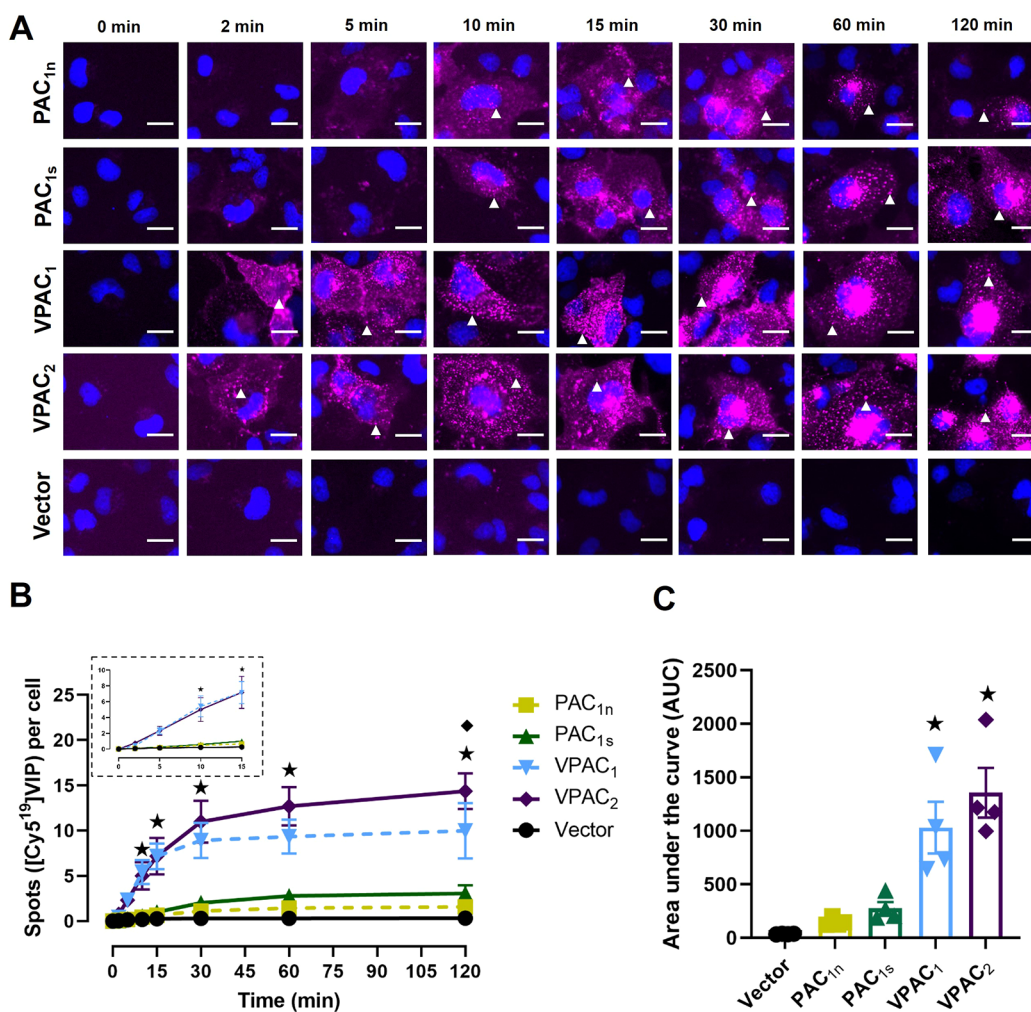 A
0 min 2 min 5 min 10 min 15 min 30 min 60 min 120 min
PAC1n
PAC1s
VPAC1
VPAC2
Vector
B
Spots ([Cy5¹⁹]VIP) per cell
25
20
15
10
5
0
0 15 30 45 60 75 90 105 120
Time (min)
10
8
6
4
2
0
0 5 10 15
PAC1n
PAC1s
VPAC1
VPAC2
Vector
C
Area under the curve (AUC)
2500
2000
1500
1000
500
0
Vector
PAC1n
PAC1s
VPAC1
VPAC2